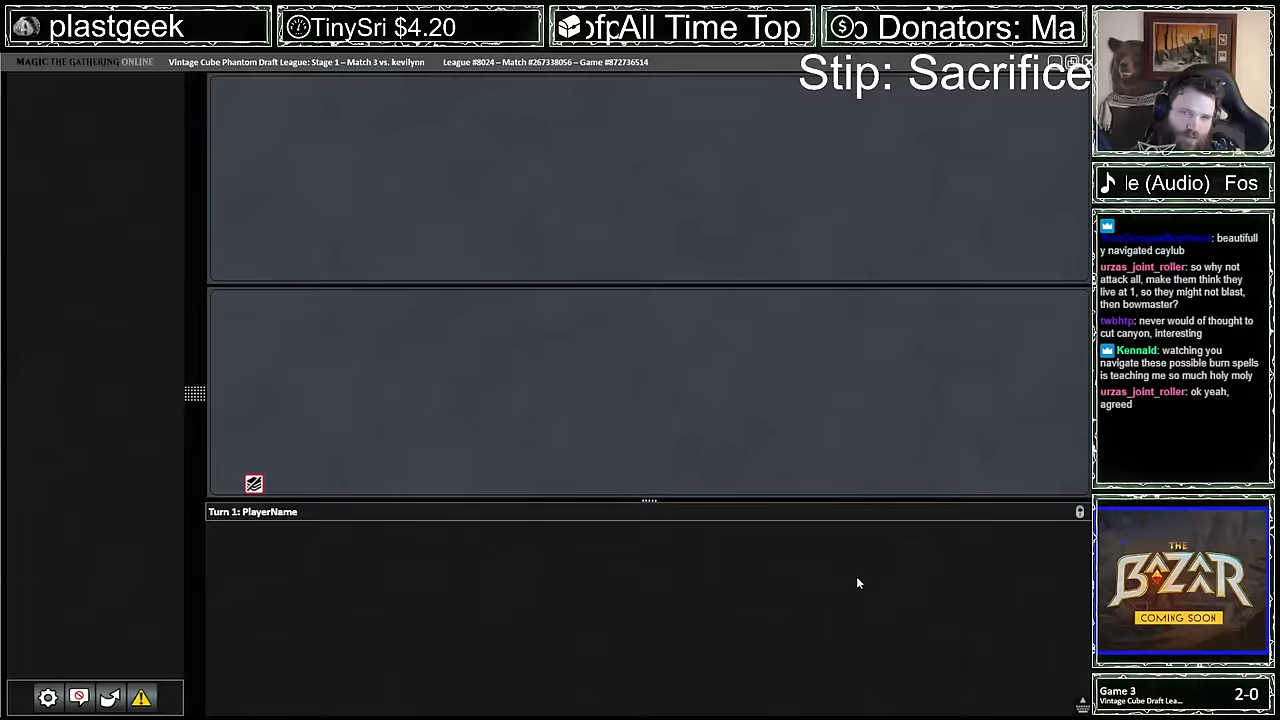 plastgeek
TinySri $4.20
ofpAll Time Top
o Donators: Ma
MAGIC THE GATHERING ONLINE
Vintage Cube Phantom Draft League: Stage 1 – Match 3 vs. kevilynn
League #8024 – Match #267338056 – Game #872736514
Stip: Sacrifice
le (Audio) Fos
: beautifull
y navigated caylub
urzas_joint_roller: so why not
attack all, make them think they
live at 1, so they might not blast,
then bowmaster?
twbhtp: never would of thought to
cut canyon, interesting
Kennald: watching you
navigate these possible burn spells
is teaching me so much holy moly
urzas_joint_roller: ok yeah,
agreed
Turn 1: PlayerName
THE
BAZAAR
COMING SOON
Game 3
Vintage Cube Draft Lea...
2-0